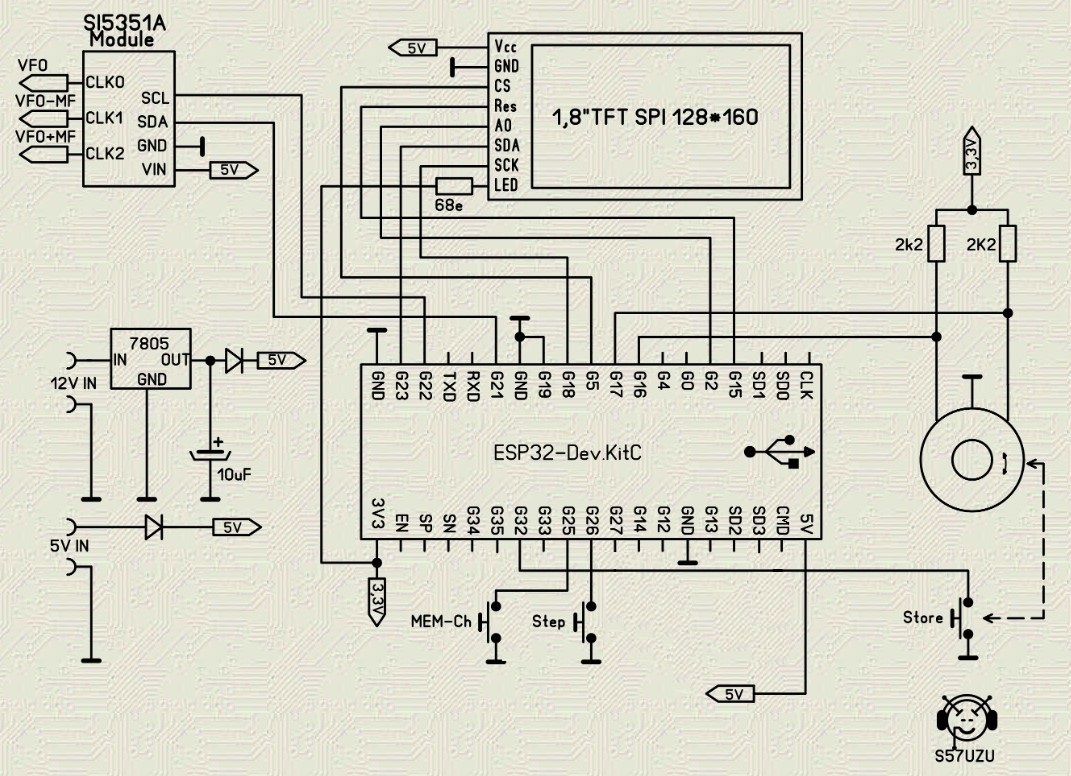 SI5351A
Module
VFO
CLK0
VFO-MF
CLK1
VFO+MF
CLK2
SCL
SDA
GND
VIN
5V
5V
Vcc
GND
CS
Res
A0
SDA
SCK
LED
68e
1,8"TFT SPI 128*160
3,3V
2k2
2K2
7805
IN
OUT
GND
12V IN
5V
+
10uF
5V IN
5V
GND
G23
G22
TXD
RXD
G21
GND
G19
G18
G5
G17
G16
G4
G0
G2
G15
SD1
SD0
CLK
ESP32-Dev.KitC
3V3
EN
SP
SN
G34
G35
G32
G33
G25
G26
G27
G14
G12
GND
G13
SD2
SD3
CMD
5V
3,3V
MEM-Ch
Step
Store
5V
S57UZU